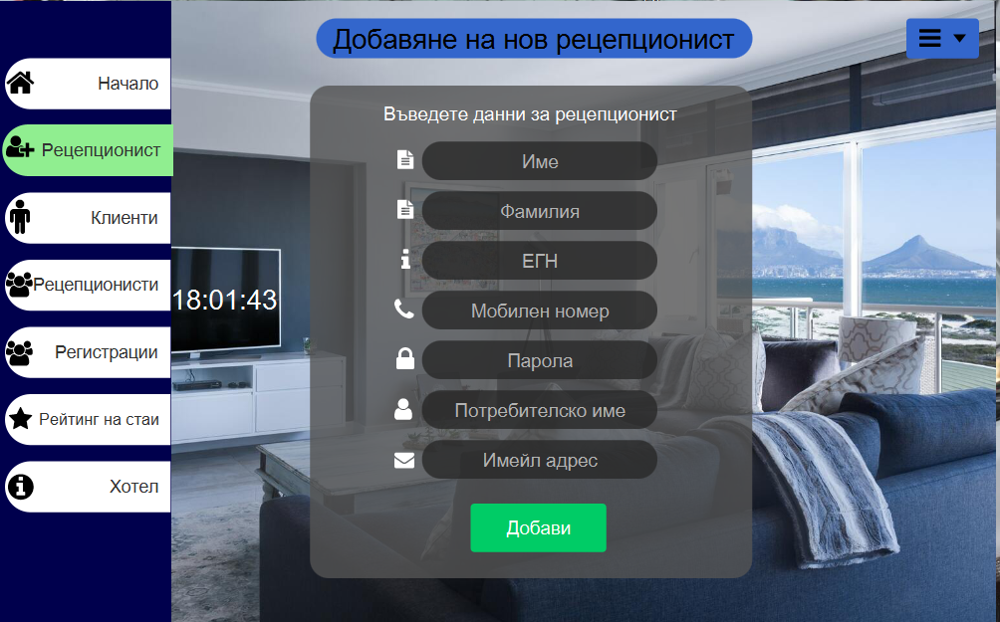 Добавяне на нов рецепционист
Начало
Рецепционист
Клиенти
Рецепционисти
Регистрации
Рейтинг на стаи
Хотел
18:01:43
Въведете данни за рецепционист
Име
Фамилия
ЕГН
Мобилен номер
Парола
Потребителско име
Имейл адрес
Добави